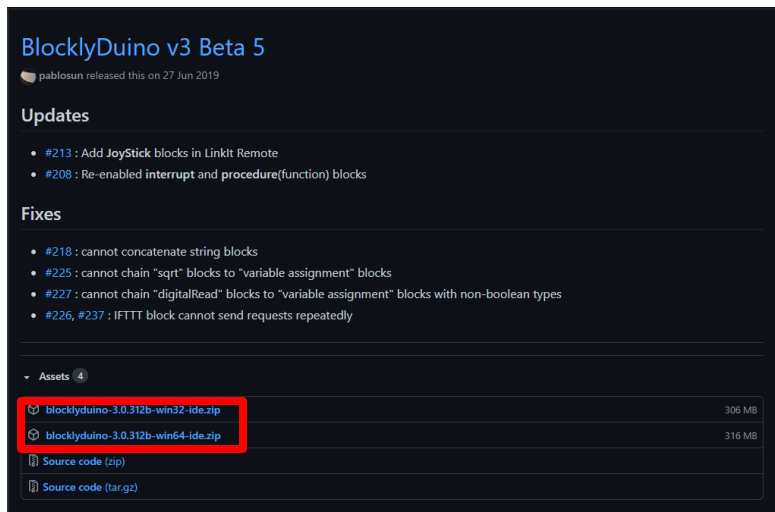 BlocklyDuino v3 Beta 5
pablosun released this on 27 Jun 2019
Updates
#213 : Add JoyStick blocks in LinkIt Remote
#208 : Re-enabled interrupt and procedure(function) blocks
Fixes
#218 : cannot concatenate string blocks
#225 : cannot chain "sqrt" blocks to "variable assignment" blocks
#227 : cannot chain "digitalRead" blocks to "variable assignment" blocks with non-boolean types
#226, #237 : IFTTT block cannot send requests repeatedly
Assets 4
blocklyduino-3.0.312b-win32-ide.zip 306 MB
blocklyduino-3.0.312b-win64-ide.zip 316 MB
Source code (zip)
Source code (tar.gz)